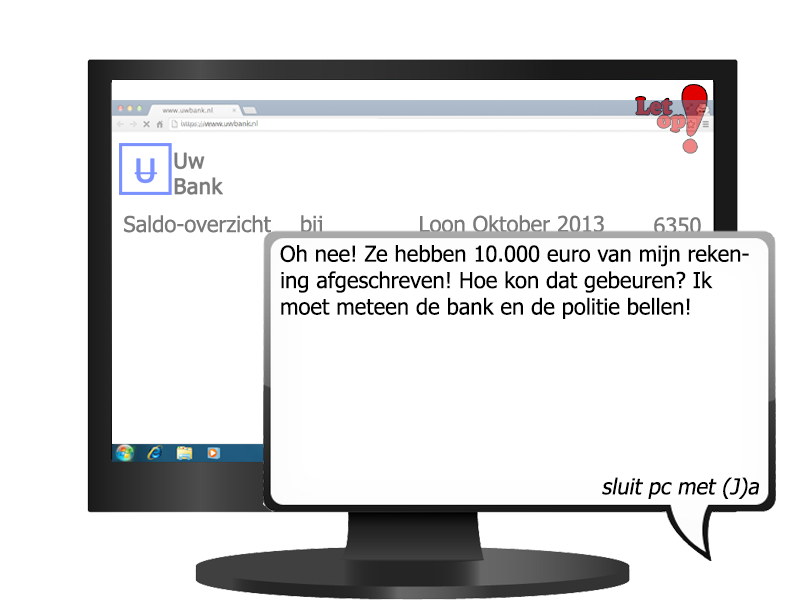 www.uwbank.nl
https://www.uwbank.nl
Let op!
U
Uw
Bank
Saldo-overzicht bij Loon Oktober 2013 6350
Oh nee! Ze hebben 10.000 euro van mijn reken-
ing afgeschreven! Hoe kon dat gebeuren? Ik
moet meteen de bank en de politie bellen!
sluit pc met (J)a